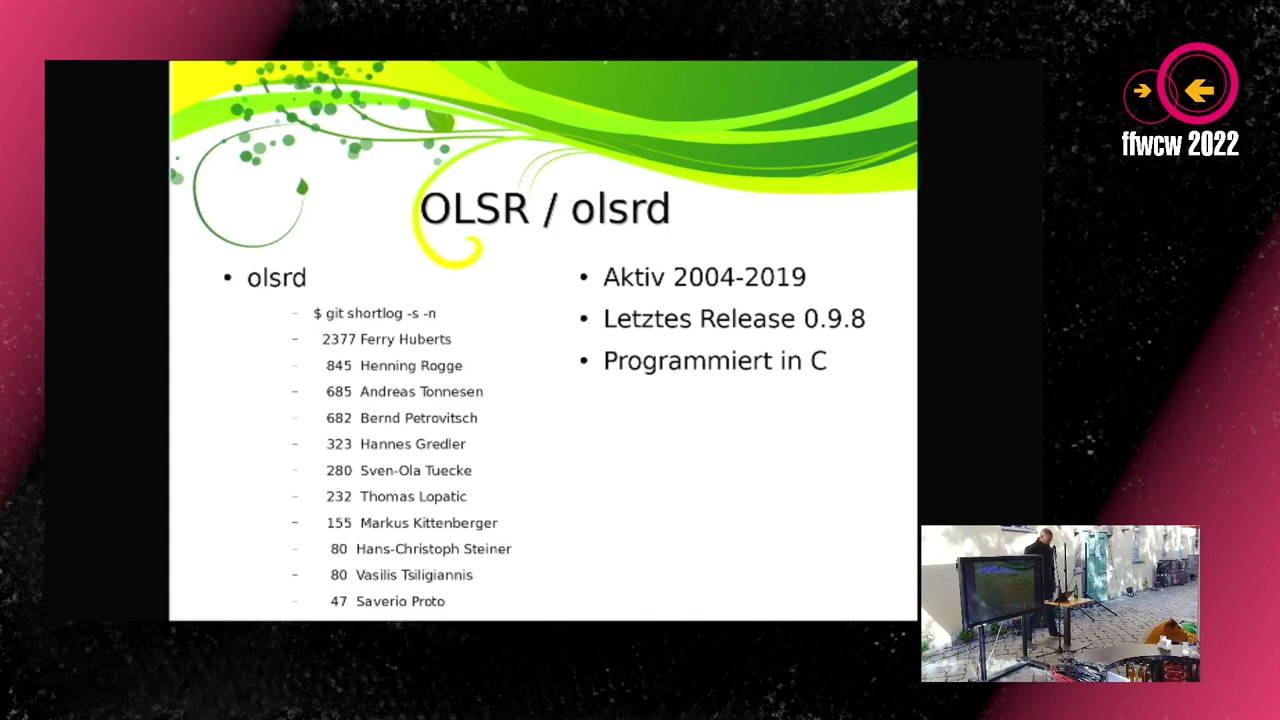 ffwcw 2022
OLSR / olsrd
• olsrd
– $ git shortlog -s -n
– 2377 Ferry Huberts
– 845 Henning Rogge
– 685 Andreas Tonnesen
– 682 Bernd Petrovitsch
– 323 Hannes Gredler
– 280 Sven-Ola Tuecke
– 232 Thomas Lopatic
– 155 Markus Kittenberger
– 80 Hans-Christoph Steiner
– 80 Vasilis Tsiligiannis
– 47 Saverio Proto
• Aktiv 2004-2019
• Letztes Release 0.9.8
• Programmiert in C